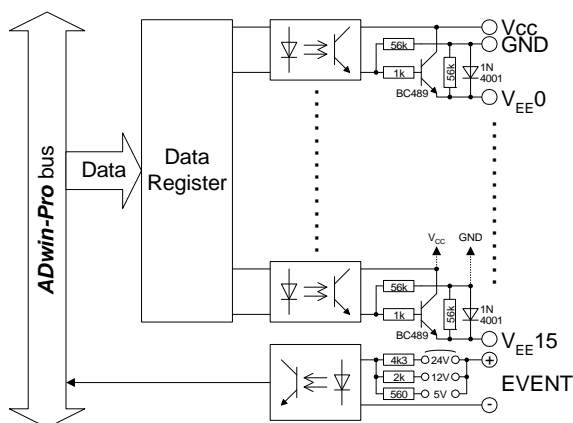 Vcc
GND
56k
1k
56k
1N
4001
BC489
VEE0
ADwin-Pro bus
Data
Data
Register
VCC
GND
56k
1k
56k
1N
4001
BC489
VEE15
4k3
24V
2k
12V
560
5V
+
EVENT
-